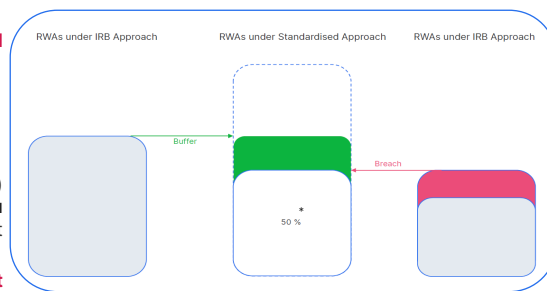 RWAs under IRB Approach
RWAs under Standardised Approach
RWAs under IRB Approach
Buffer
Breach
*
50 %